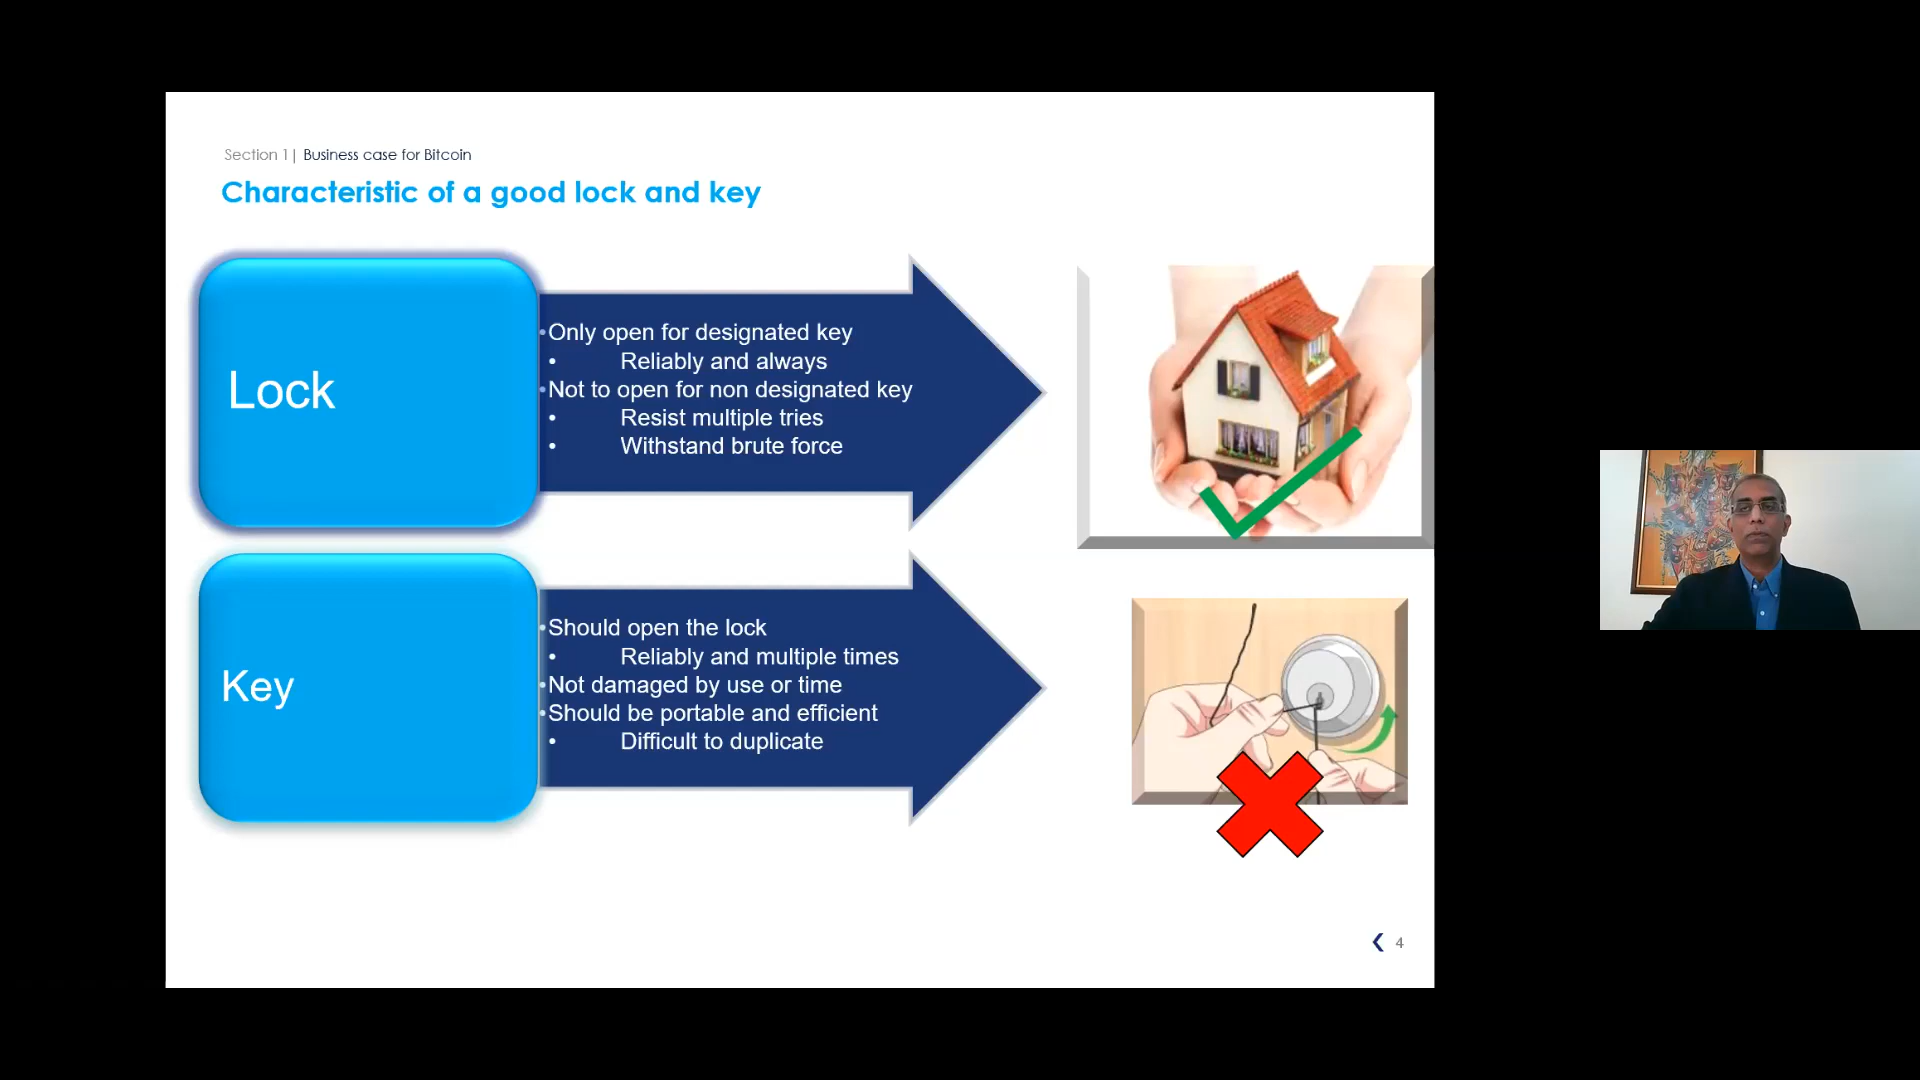 Section 1| Business case for Bitcoin
Characteristic of a good lock and key
Lock
•Only open for designated key
• Reliably and always
•Not to open for non designated key
• Resist multiple tries
• Withstand brute force
Key
•Should open the lock
• Reliably and multiple times
•Not damaged by use or time
•Should be portable and efficient
• Difficult to duplicate
4